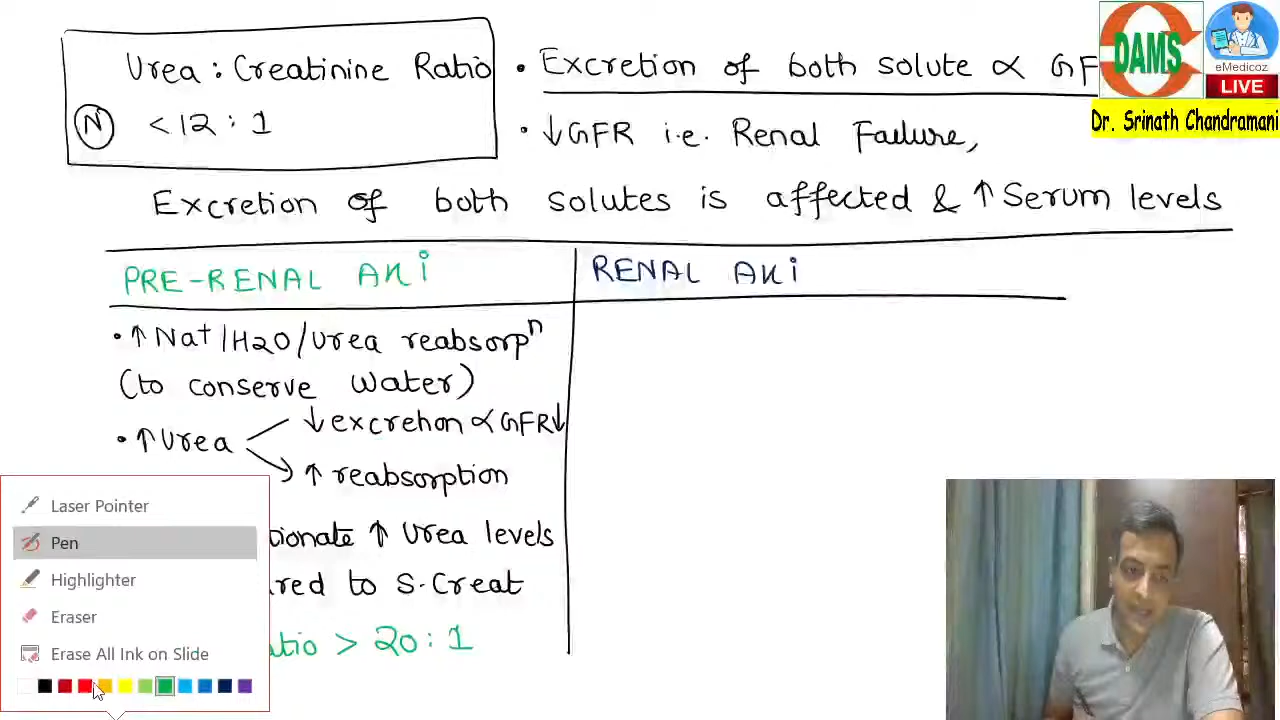 Urea : Creatinine Ratio
N < 12 : 1
• Excretion of both solute ∝ GF
• ↓ GFR i.e. Renal Failure,
Excretion of both solutes is affected & ↑ Serum levels
DAMS
eMedicoz
LIVE
Dr. Srinath Chandramani
PRE-RENAL AKi
• ↑ Na+/H2O/Urea reabsorpn
(to conserve water)
• ↑ Urea
↓ excretion ∝ GFR↓
↑ reabsorption
tionate ↑ Urea levels
red to S.Creat
atio > 20 : 1
RENAL AKi
Laser Pointer
Pen
Highlighter
Eraser
Erase All Ink on Slide